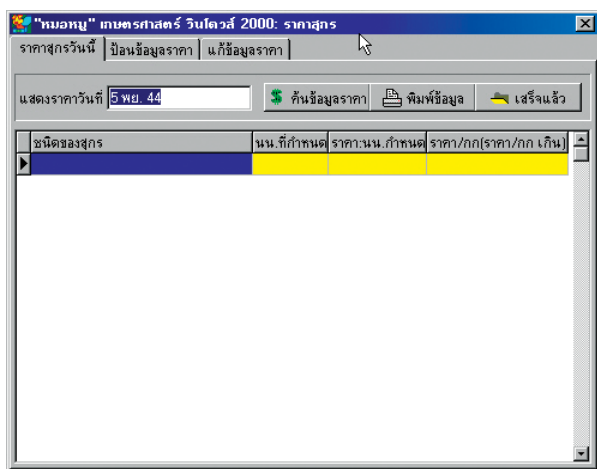 "หมอหมู" เกษตรศาสตร์ วินโดวส์ 2000: ราคาสุกร
ราคาสุกรวันนี้ ป้อนข้อมูลราคา แก้ข้อมูลราคา
แสดงราคาวันที่ 5 พย. 44 ค้นข้อมูลราคา พิมพ์ข้อมูล เสร็จแล้ว
ชนิดของสุกร นน.ที่กำหนด ราคา:นน.กำหนด ราคา/กก(ราคา/กก เกิน)